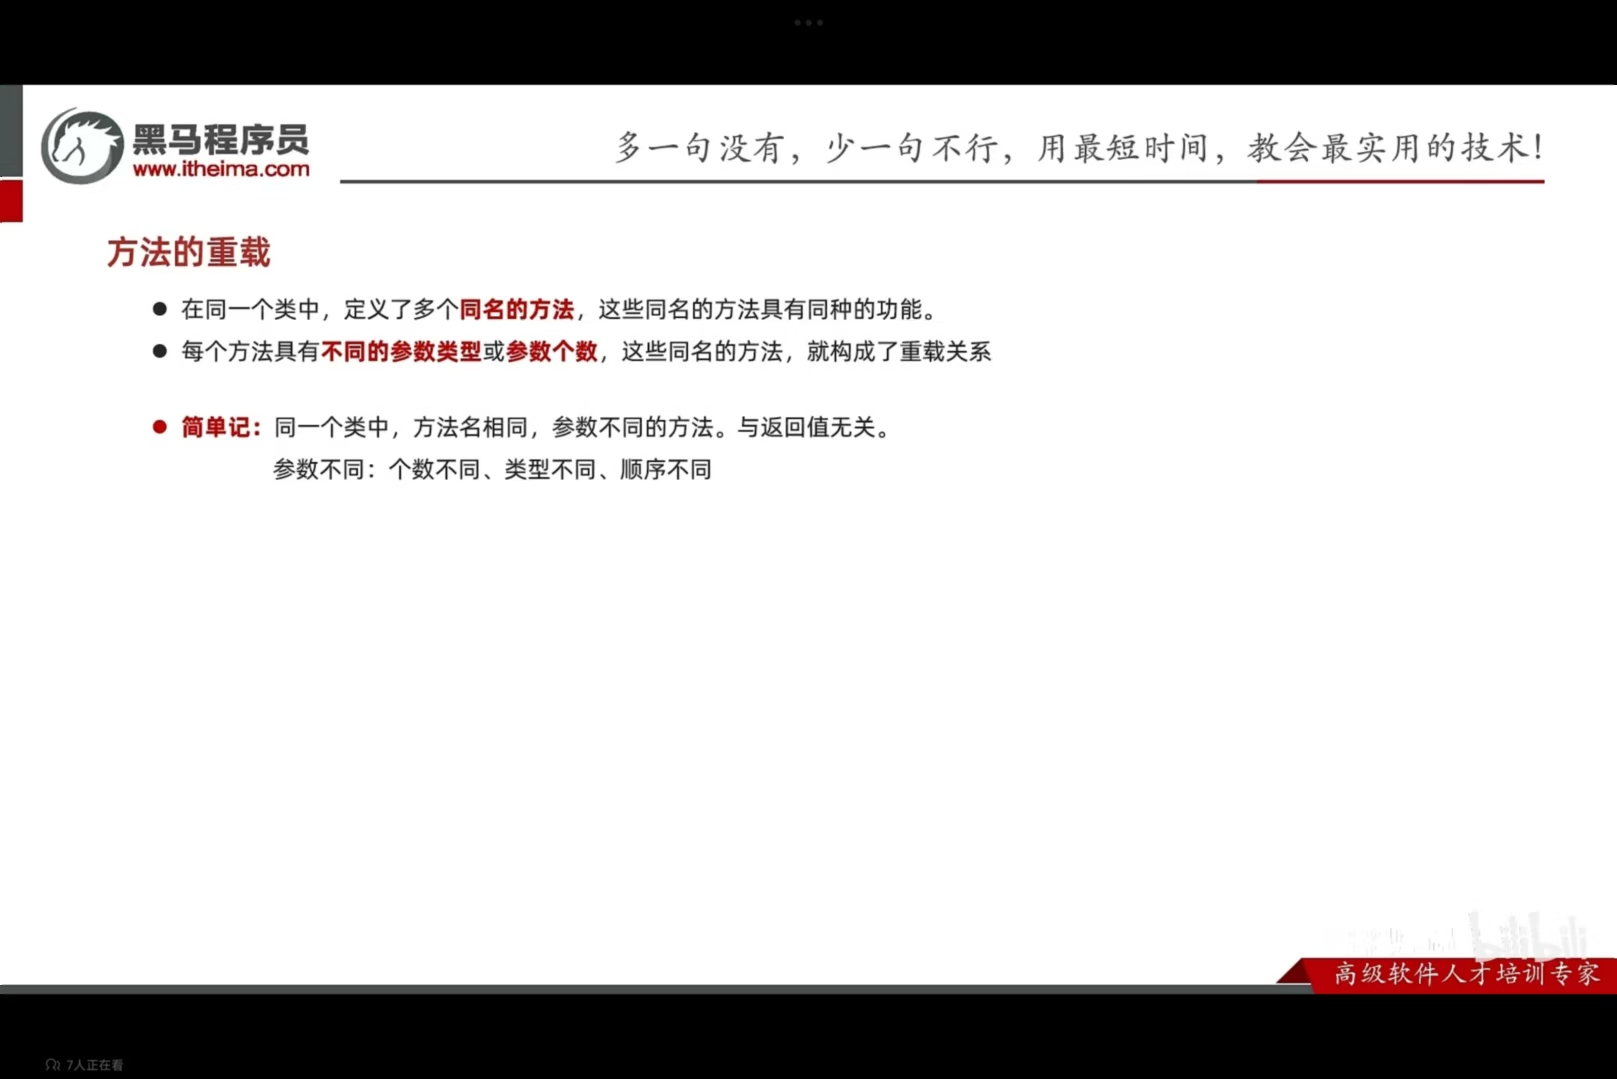 黑马程序员
www.itheima.com
多一句没有，少一句不行，用最短时间，教会最实用的技术！
方法的重载
● 在同一个类中，定义了多个同名的方法，这些同名的方法具有同种的功能。
● 每个方法具有不同的参数类型或参数个数，这些同名的方法，就构成了重载关系
● 简单记：同一个类中，方法名相同，参数不同的方法。与返回值无关。
参数不同：个数不同、类型不同、顺序不同
bilibili
高级软件人才培训专家
7人正在看